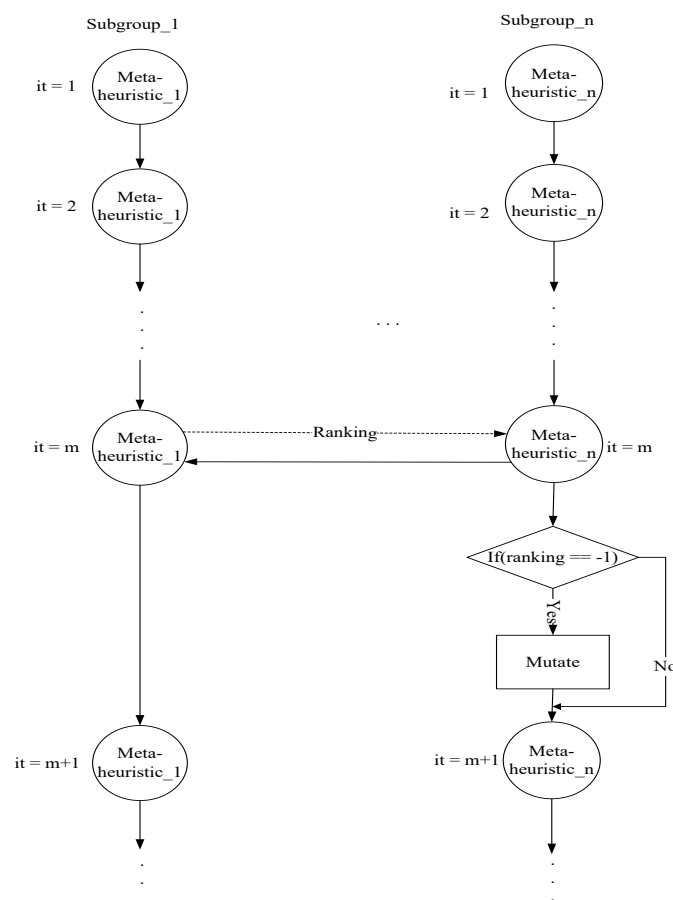 Subgroup_1
Subgroup_n
it = 1
Meta-
heuristic_1
it = 1
Meta-
heuristic_n
it = 2
Meta-
heuristic_1
it = 2
Meta-
heuristic_n
. . .
it = m
Meta-
heuristic_1
Ranking
Meta-
heuristic_n
it = m
If(ranking == -1)
Yes
Mutate
No
it = m+1
Meta-
heuristic_1
it = m+1
Meta-
heuristic_n